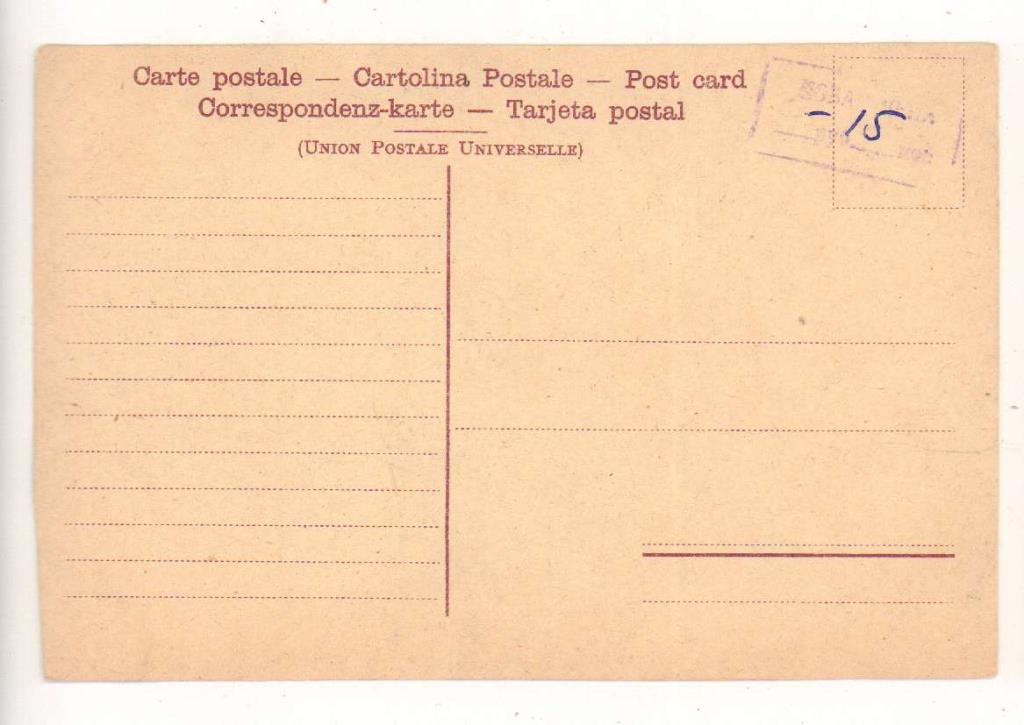 Carte postale — Cartolina Postale — Post card
Correspondenz-karte — Tarjeta postal
(Union Postale Universelle)
- 15